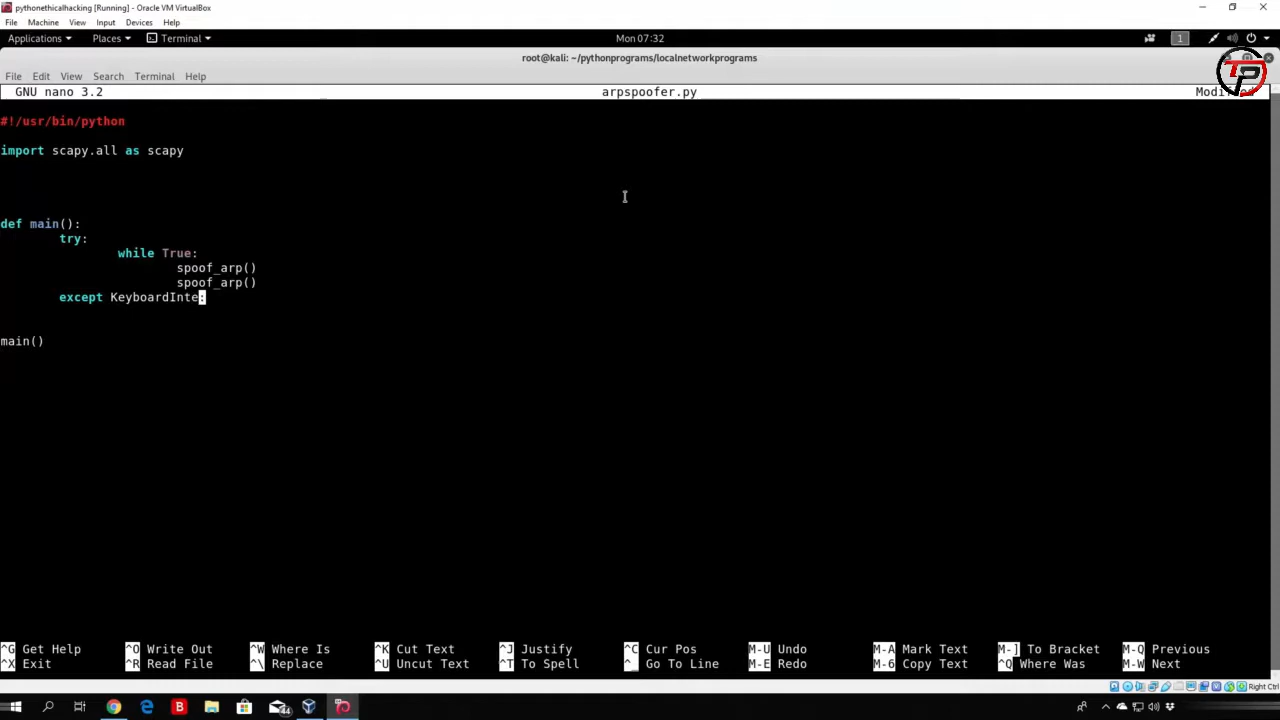 pythonethicalhacking [Running] - Oracle VM VirtualBox
File Machine View Input Devices Help
Applications Places Terminal Mon 07:32 1
root@kali: ~/pythonprograms/localnetworkprograms
TP
File Edit View Search Terminal Help
GNU nano 3.2 arpspoofer.py
#!/usr/bin/python
import scapy.all as scapy
def main():
try:
while True:
spoof_arp()
spoof_arp()
except KeyboardInte:
main()
^G Get Help ^O Write Out ^W Where Is ^K Cut Text ^J Justify ^C Cur Pos M-U Undo M-A Mark Text M-] To Bracket M-Q Previous
^X Exit ^R Read File ^\ Replace ^U Uncut Text ^T To Spell ^_ Go To Line M-E Redo M-6 Copy Text ^Q Where Was M-W Next
Right Ctrl